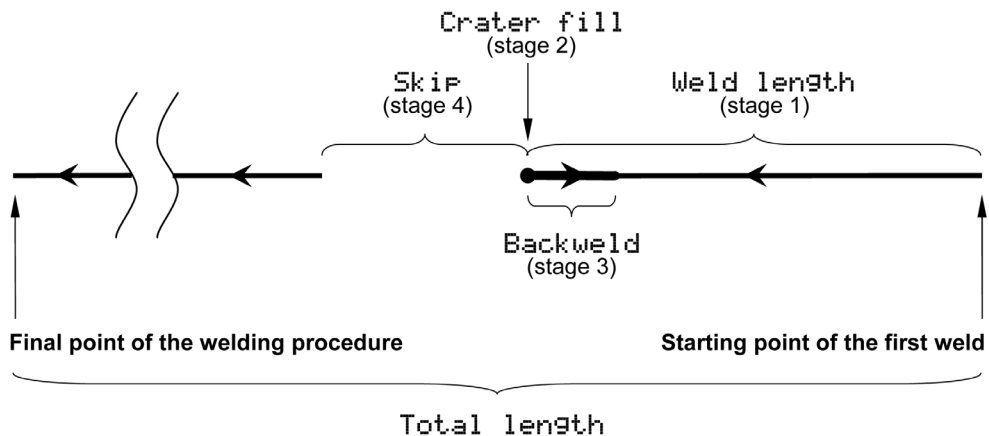 Crater fill
(stage 2)
Skip
(stage 4)
Weld length
(stage 1)
Backweld
(stage 3)
Final point of the welding procedure
Starting point of the first weld
Total length